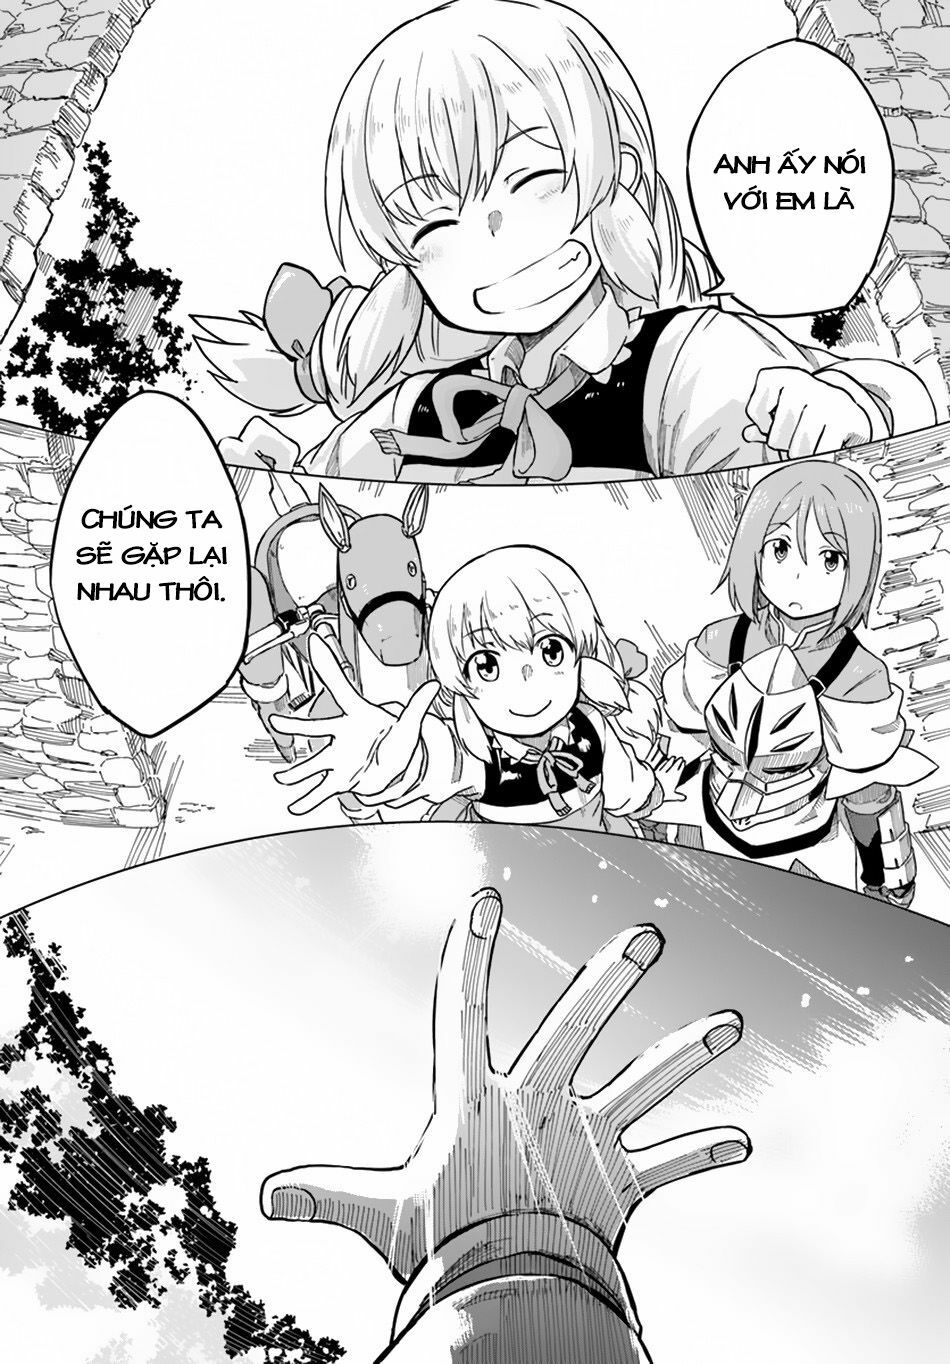 ANH ẤY NÓI
VỚI EM LÀ
CHÚNG TA
SẼ GẶP LẠI
NHAU THÔI.